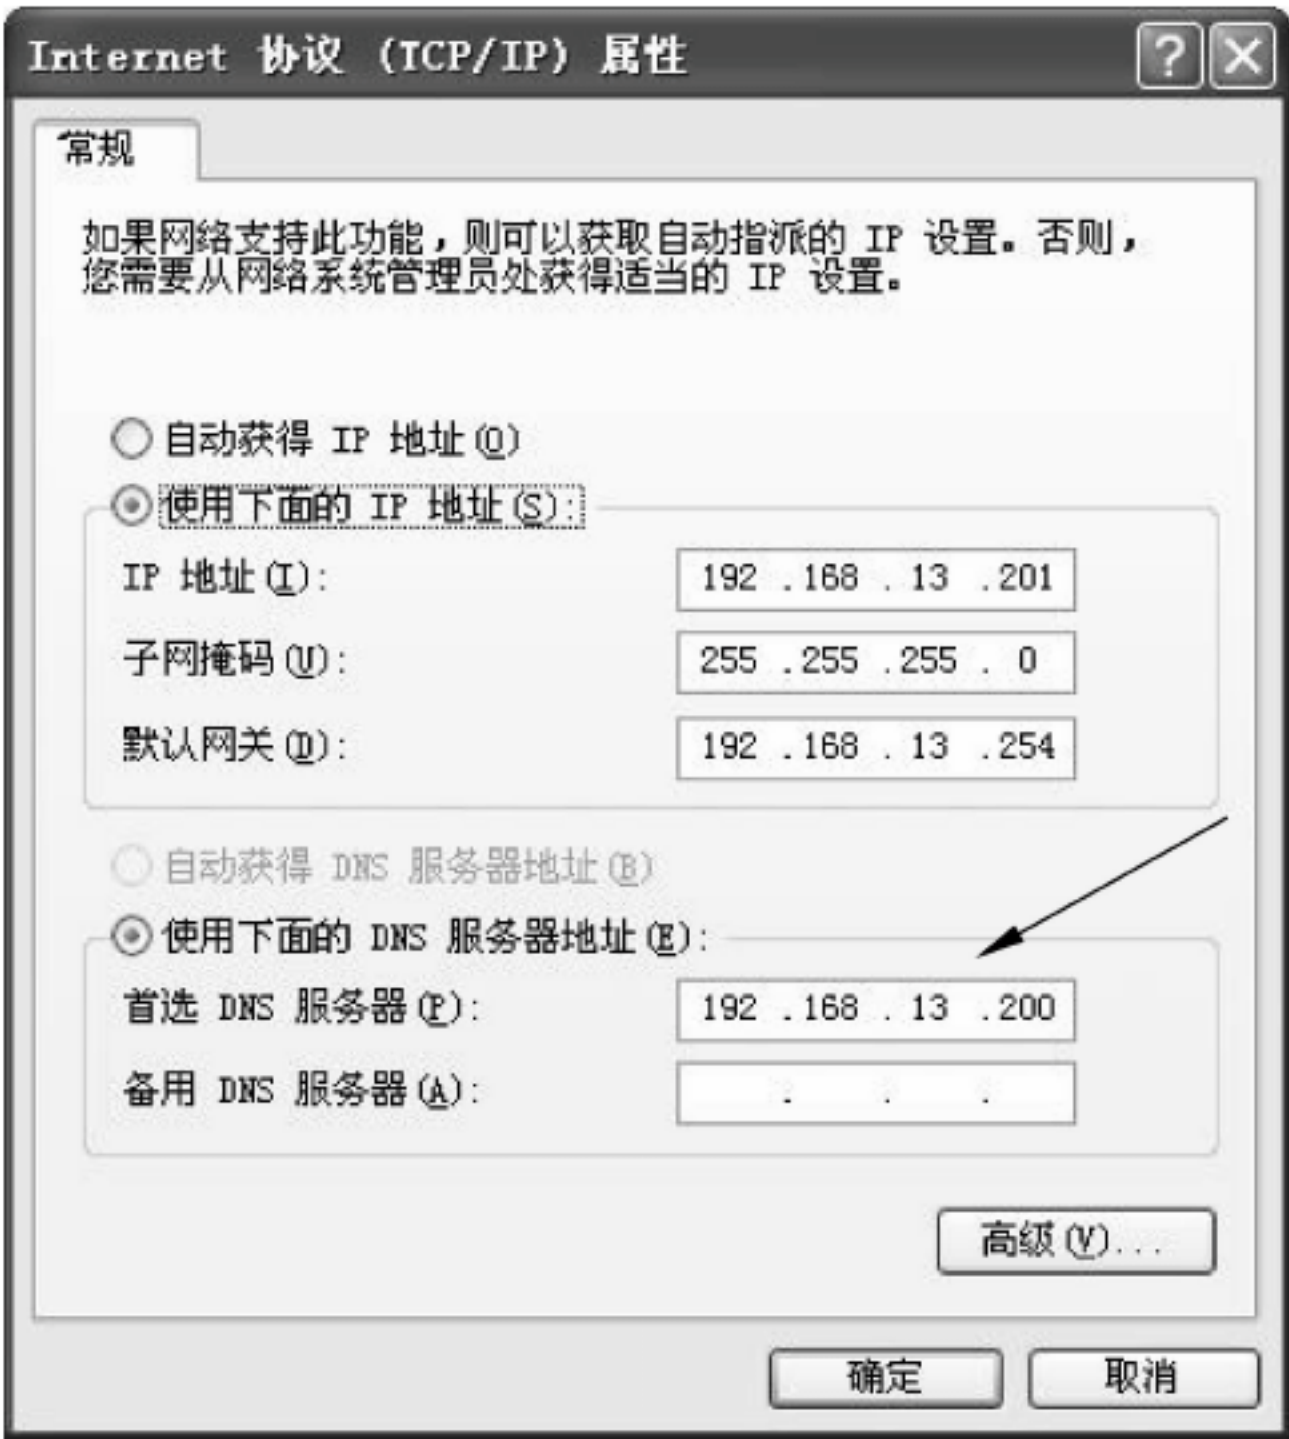 Internet 协议 (TCP/IP) 属性
常规
如果网络支持此功能，则可以获取自动指派的 IP 设置。否则，
您需要从网络系统管理员处获得适当的 IP 设置。
自动获得 IP 地址(O)
使用下面的 IP 地址(S):
IP 地址(I): 192 .168 . 13 .201
子网掩码(U): 255 .255 .255 . 0
默认网关(D): 192 .168 . 13 .254
自动获得 DNS 服务器地址(B)
使用下面的 DNS 服务器地址(E):
首选 DNS 服务器(P): 192 .168 . 13 .200
备用 DNS 服务器(A): . . .
高级(V)...
确定 取消